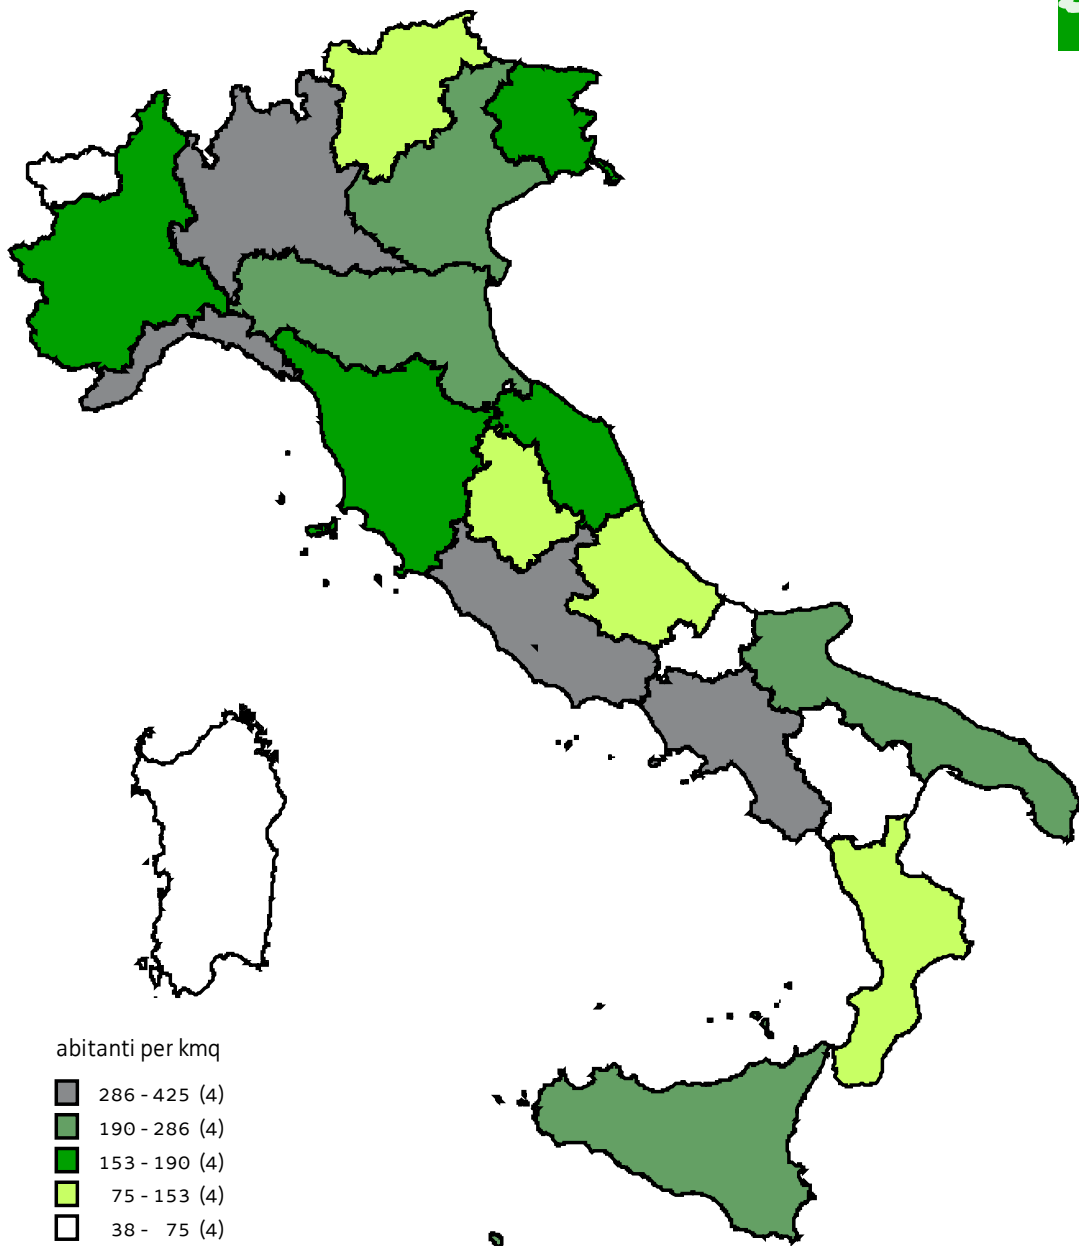 abitanti per kmq
286 - 425 (4)
190 - 286 (4)
153 - 190 (4)
75 - 153 (4)
38 - 75 (4)